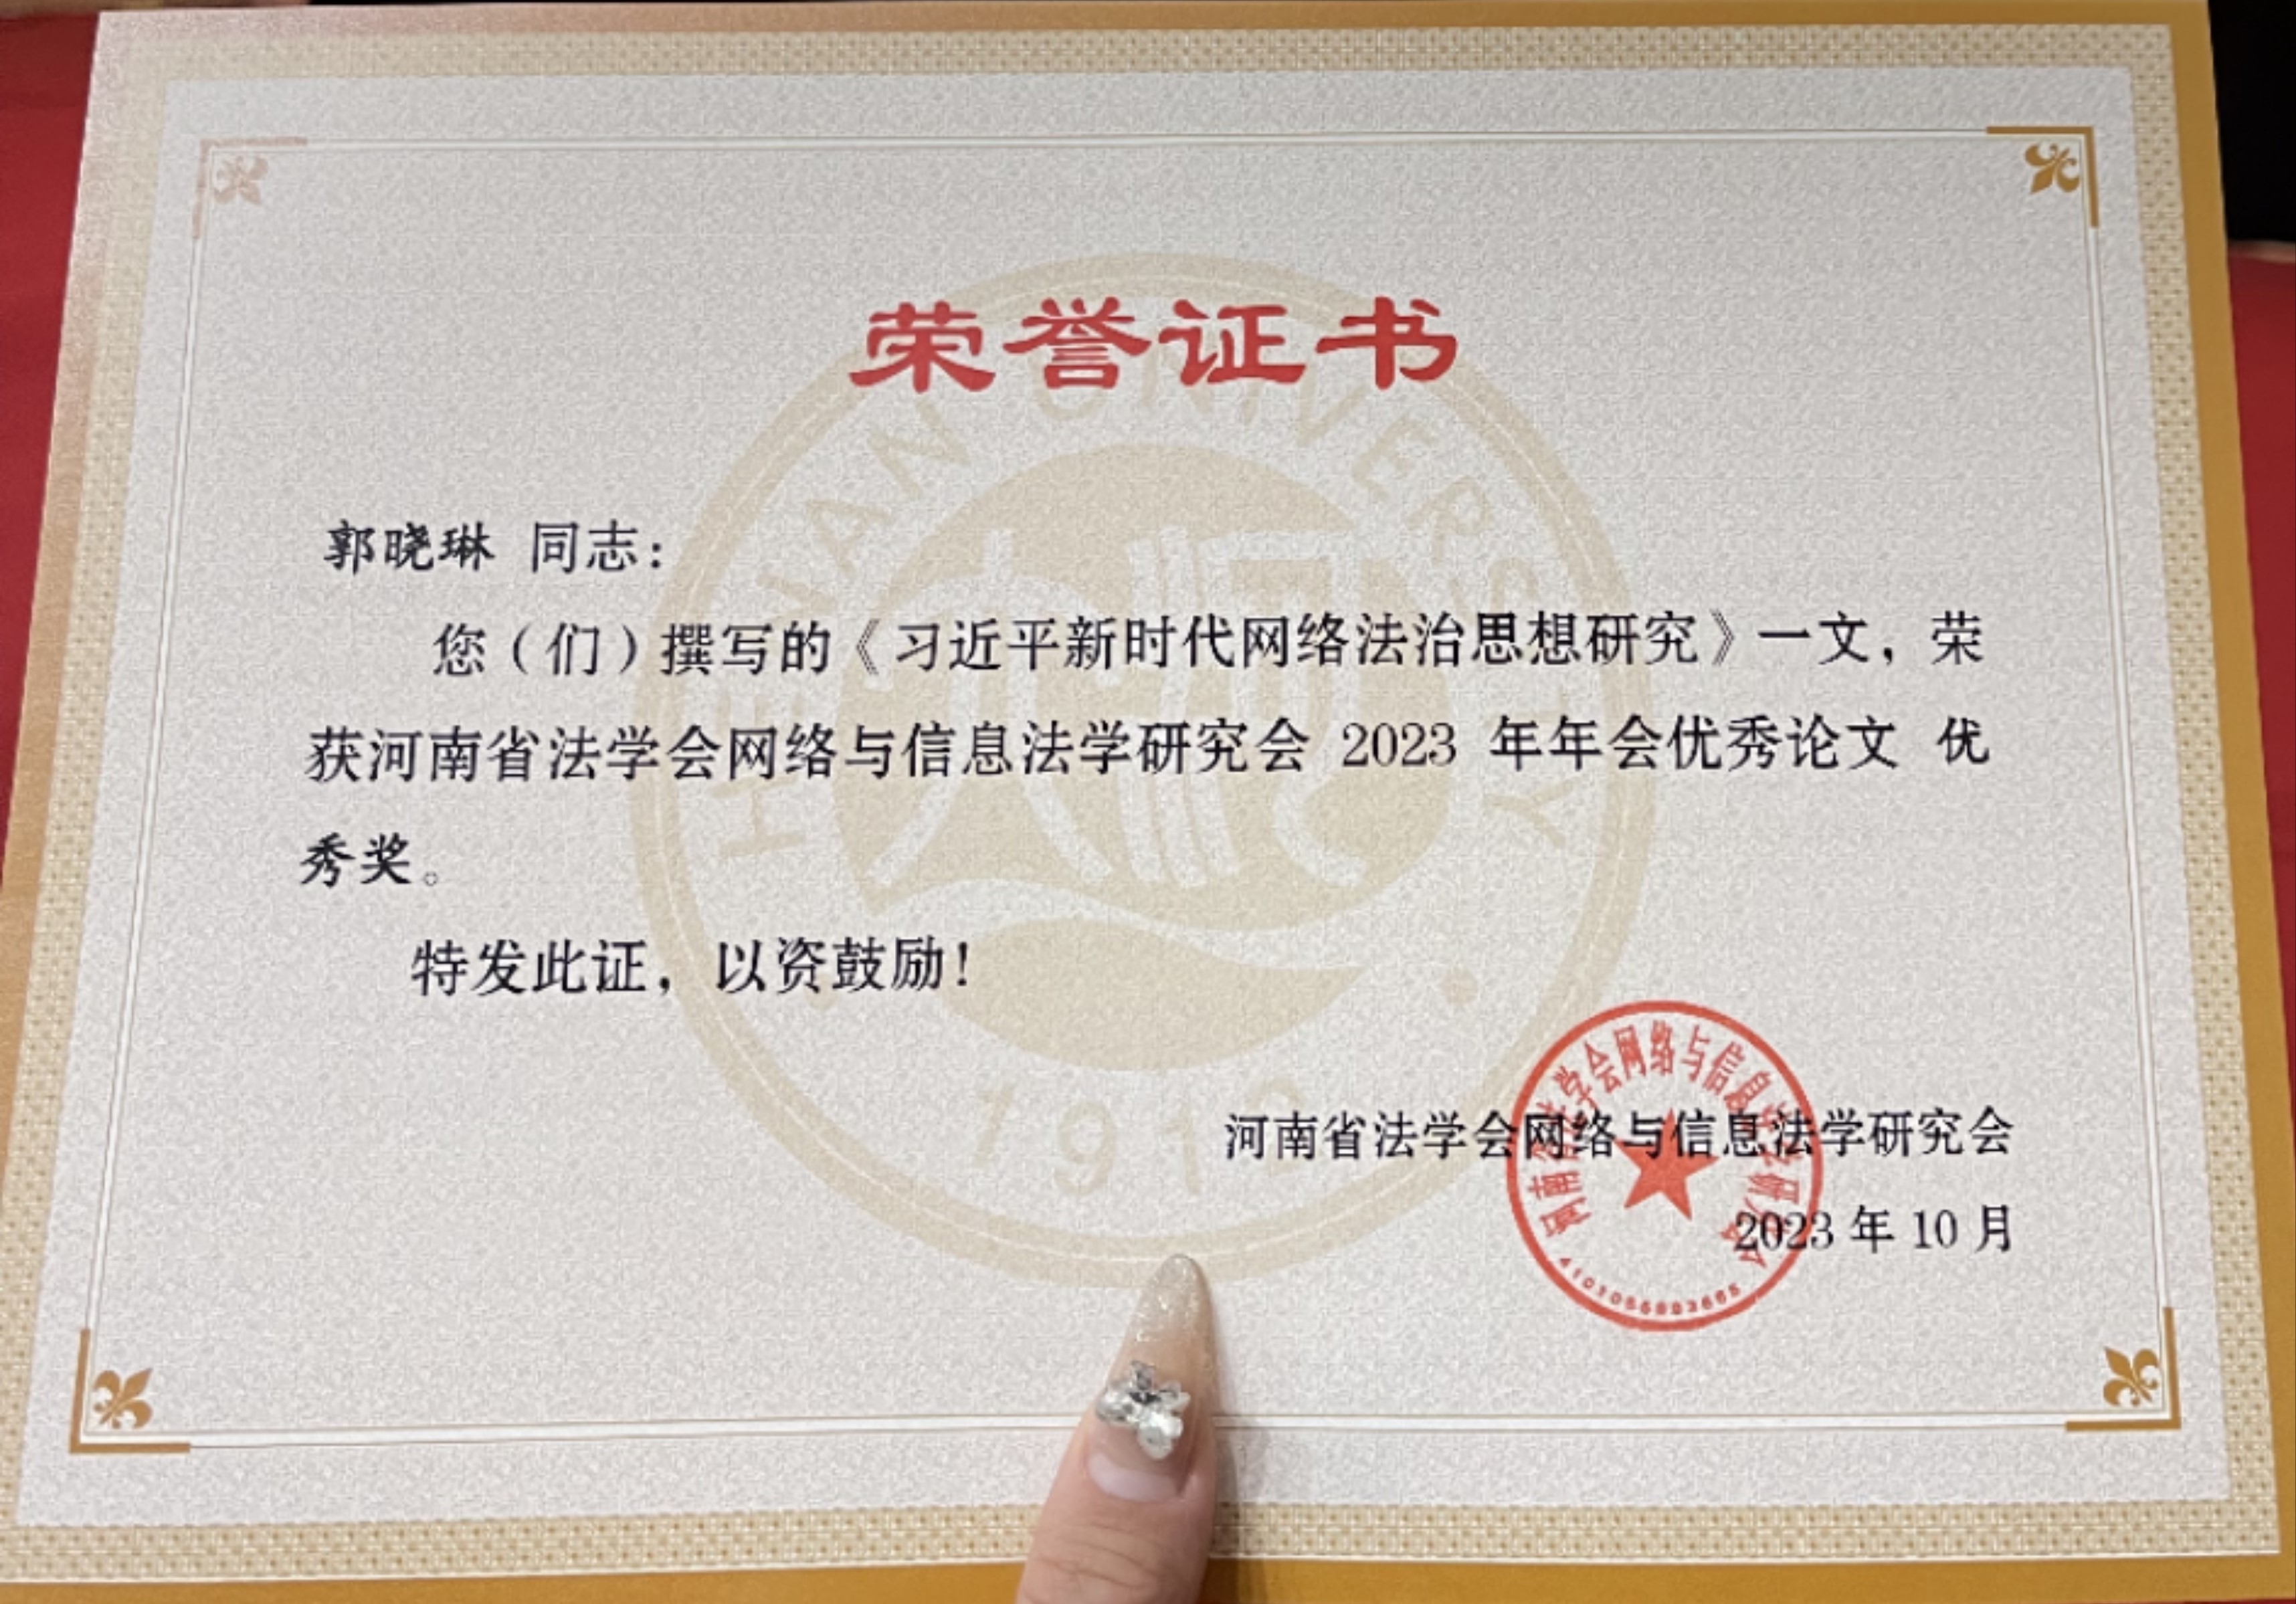 荣誉证书
郭晓琳 同志：
您（们）撰写的《习近平新时代网络法治思想研究》一文，荣
获河南省法学会网络与信息法学研究会 2023 年年会优秀论文 优
秀奖。
特发此证，以资鼓励！
河南省法学会网络与信息法学研究会
2023 年 10 月
UNIVERSITY